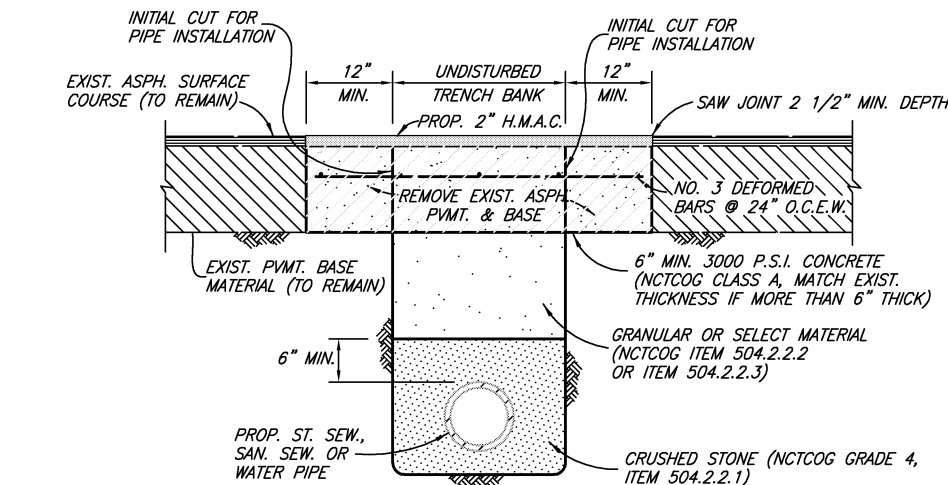 INITIAL CUT FOR
PIPE INSTALLATION
INITIAL CUT FOR
PIPE INSTALLATION
EXIST. ASPH. SURFACE
COURSE (TO REMAIN)
12"
MIN.
UNDISTURBED
TRENCH BANK
12"
MIN.
SAW JOINT 2 1/2" MIN. DEPTH
PROP. 2" H.M.A.C.
REMOVE EXIST. ASPH.
PVMT. & BASE
NO. 3 DEFORMED
BARS @ 24" O.C.E.W.
EXIST. PVMT. BASE
MATERIAL (TO REMAIN)
6" MIN. 3000 P.S.I. CONCRETE
(NCTCOG CLASS A, MATCH EXIST.
THICKNESS IF MORE THAN 6" THICK)
GRANULAR OR SELECT MATERIAL
(NCTCOG ITEM 504.2.2.2
OR ITEM 504.2.2.3)
6" MIN.
PROP. ST. SEW.,
SAN. SEW. OR
WATER PIPE
CRUSHED STONE (NCTCOG GRADE 4,
ITEM 504.2.2.1)